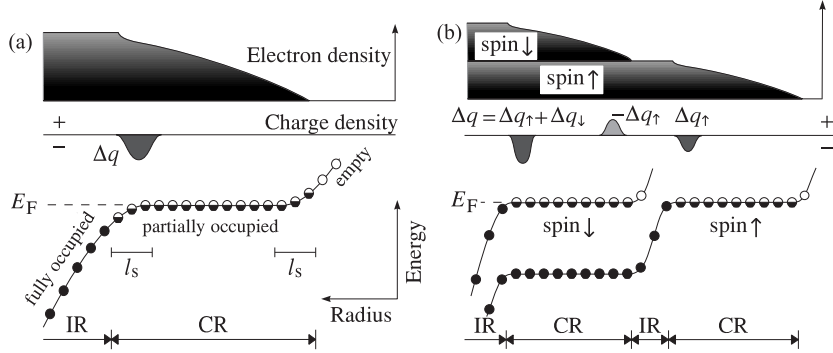 (a)
Electron density
+
Charge density
−
Δq
E_F
fully occupied
partially occupied
empty
l_s
l_s
Energy
Radius
IR
CR
(b)
spin↓
spin↑
Δq = Δq↑+Δq↓
−Δq↑
Δq↑
+
−
E_F
spin↓
spin↑
IR
CR
IR
CR